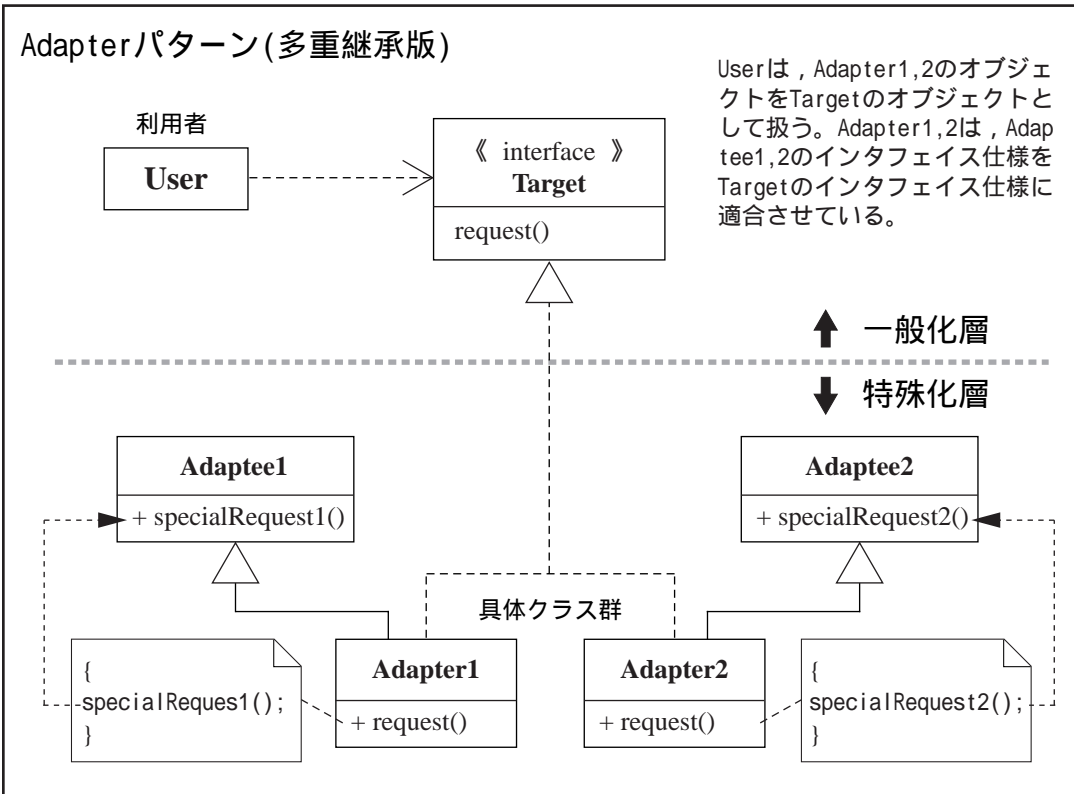 Adapterパターン(多重継承版)
Userは，Adapter1,2のオブジェ
クトをTargetのオブジェクトと
して扱う。Adapter1,2は，Adap
tee1,2のインタフェイス仕様を
Targetのインタフェイス仕様に
適合させている。
利用者
User
《 interface 》
Target
request()
一般化層
特殊化層
Adaptee1
+ specialRequest1()
Adaptee2
+ specialRequest2()
具体クラス群
{
specialReques1();
}
Adapter1
+ request()
Adapter2
+ request()
{
specialRequest2();
}